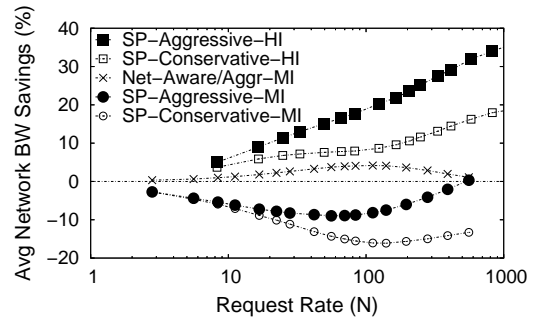 40
30
20
10
0
−10
−20
Avg Network BW Savings (%)
SP−Aggressive−HI
SP−Conservative−HI
Net−Aware/Aggr−MI
SP−Aggressive−MI
SP−Conservative−MI
1 10 100 1000
Request Rate (N)